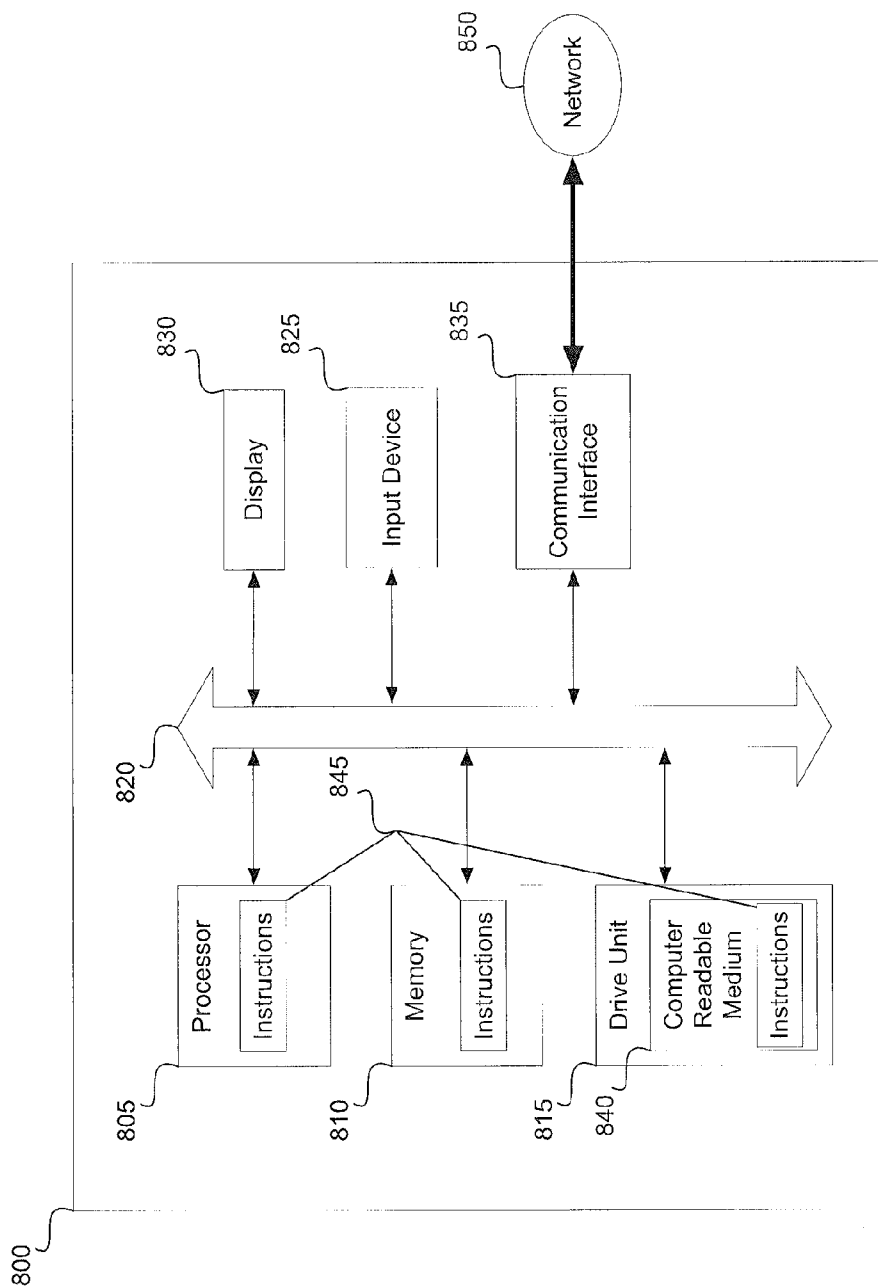 800
805
Processor
Instructions
810
Memory
Instructions
815
Drive Unit
840
Computer
Readable
Medium
Instructions
845
820
830
Display
825
Input Device
835
Communication
Interface
850
Network